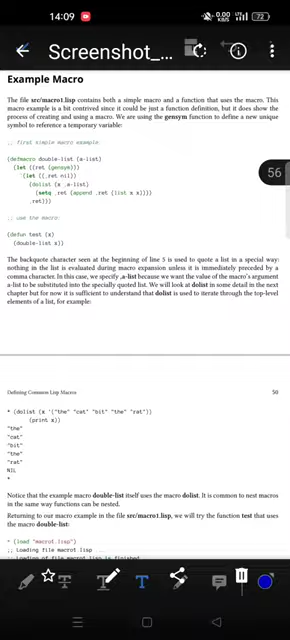 14:09
0.00 KB/S
72
Screenshot_...
Example Macro
The file src/macro1.lisp contains both a simple macro and a function that uses the macro. This
macro example is a bit contrived since it could be just a function definition, but it does show the
process of creating and using a macro. We are using the gensym function to define a new unique
symbol to reference a temporary variable:
;; first simple macro example:
(defmacro double-list (a-list)
`(let ((ret (gensym)))
`(let ((,ret nil))
(dolist (x ,a-list)
(setq ,ret (append ,ret (list x x))))
,ret)))
;; use the macro:
(defun test (x)
(double-list x))
56
The backquote character seen at the beginning of line 5 is used to quote a list in a special way:
nothing in the list is evaluated during macro expansion unless it is immediately preceded by a
comma character. In this case, we specify ,a-list because we want the value of the macro's argument
a-list to be substituted into the specially quoted list. We will look at dolist in some detail in the next
chapter but for now it is sufficient to understand that dolist is used to iterate through the top-level
elements of a list, for example:
Defining Common Lisp Macros 50
* (dolist (x '("the" "cat" "bit" "the" "rat"))
(print x))
"the"
"cat"
"bit"
"the"
"rat"
NIL
*
Notice that the example macro double-list itself uses the macro dolist. It is common to nest macros
in the same way functions can be nested.
Returning to our macro example in the file src/macro1.lisp, we will try the function test that uses
the macro double-list:
* (load "macro1.lisp")
;; Loading file macro1.lisp ...
;; Loading of file macro1.lisp is finished.